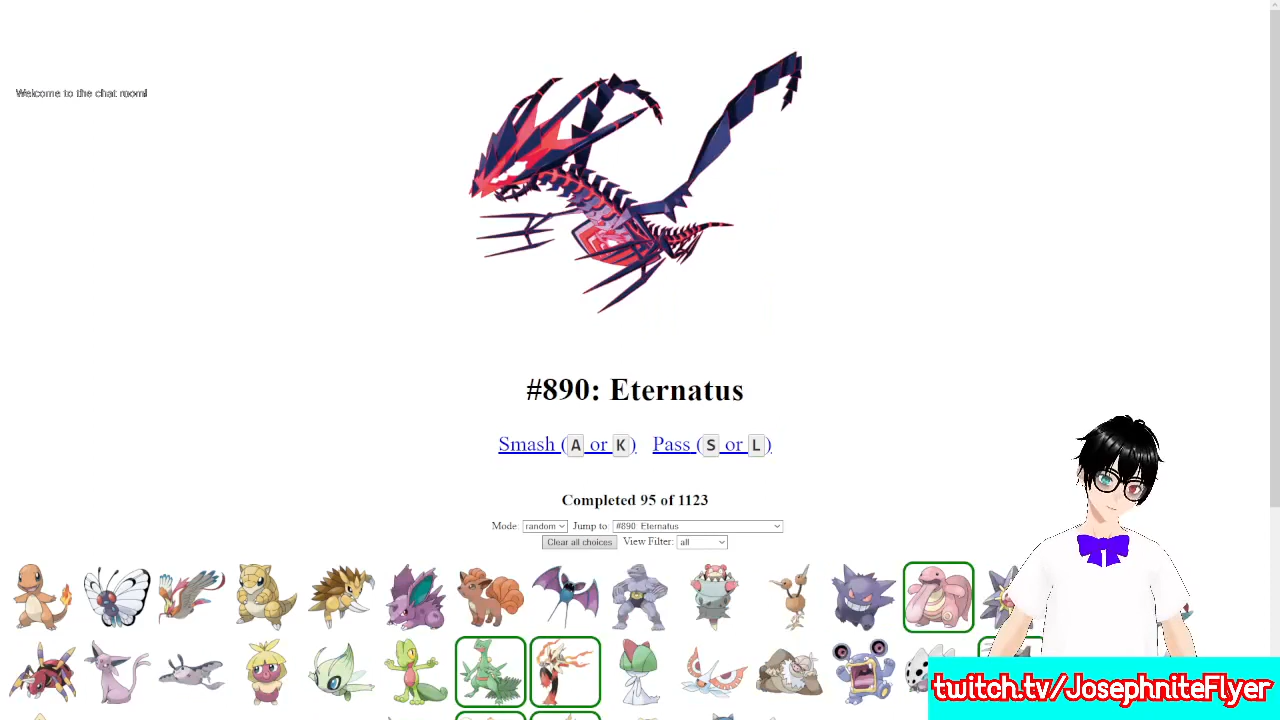 Welcome to the chat room!
#890: Eternatus
Smash (A or K) Pass (S or L)
Completed 95 of 1123
Mode: random Jump to: #890 Eternatus
Clear all choices View Filter: all
twitch.tv/JosephniteFlyer